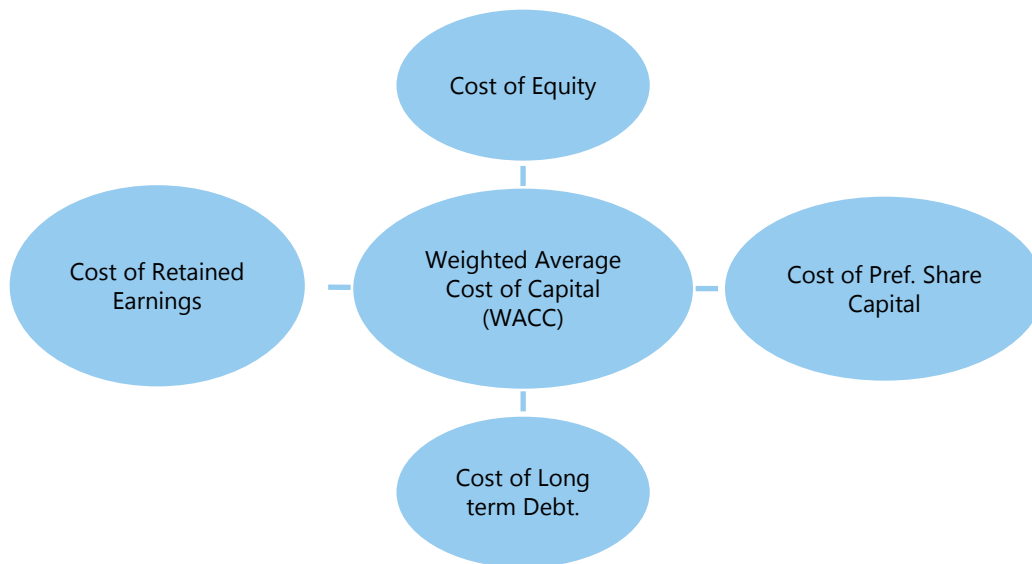 Cost of Equity
Cost of Retained
Earnings
Weighted Average
Cost of Capital
(WACC)
Cost of Pref. Share
Capital
Cost of Long
term Debt.